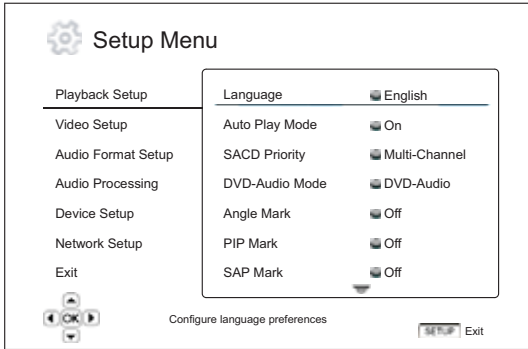 Setup Menu
Playback Setup
Video Setup
Audio Format Setup
Audio Processing
Device Setup
Network Setup
Exit
Language English
Auto Play Mode On
SACD Priority Multi-Channel
DVD-Audio Mode DVD-Audio
Angle Mark Off
PIP Mark Off
SAP Mark Off
OK
Configure language preferences
SETUP Exit